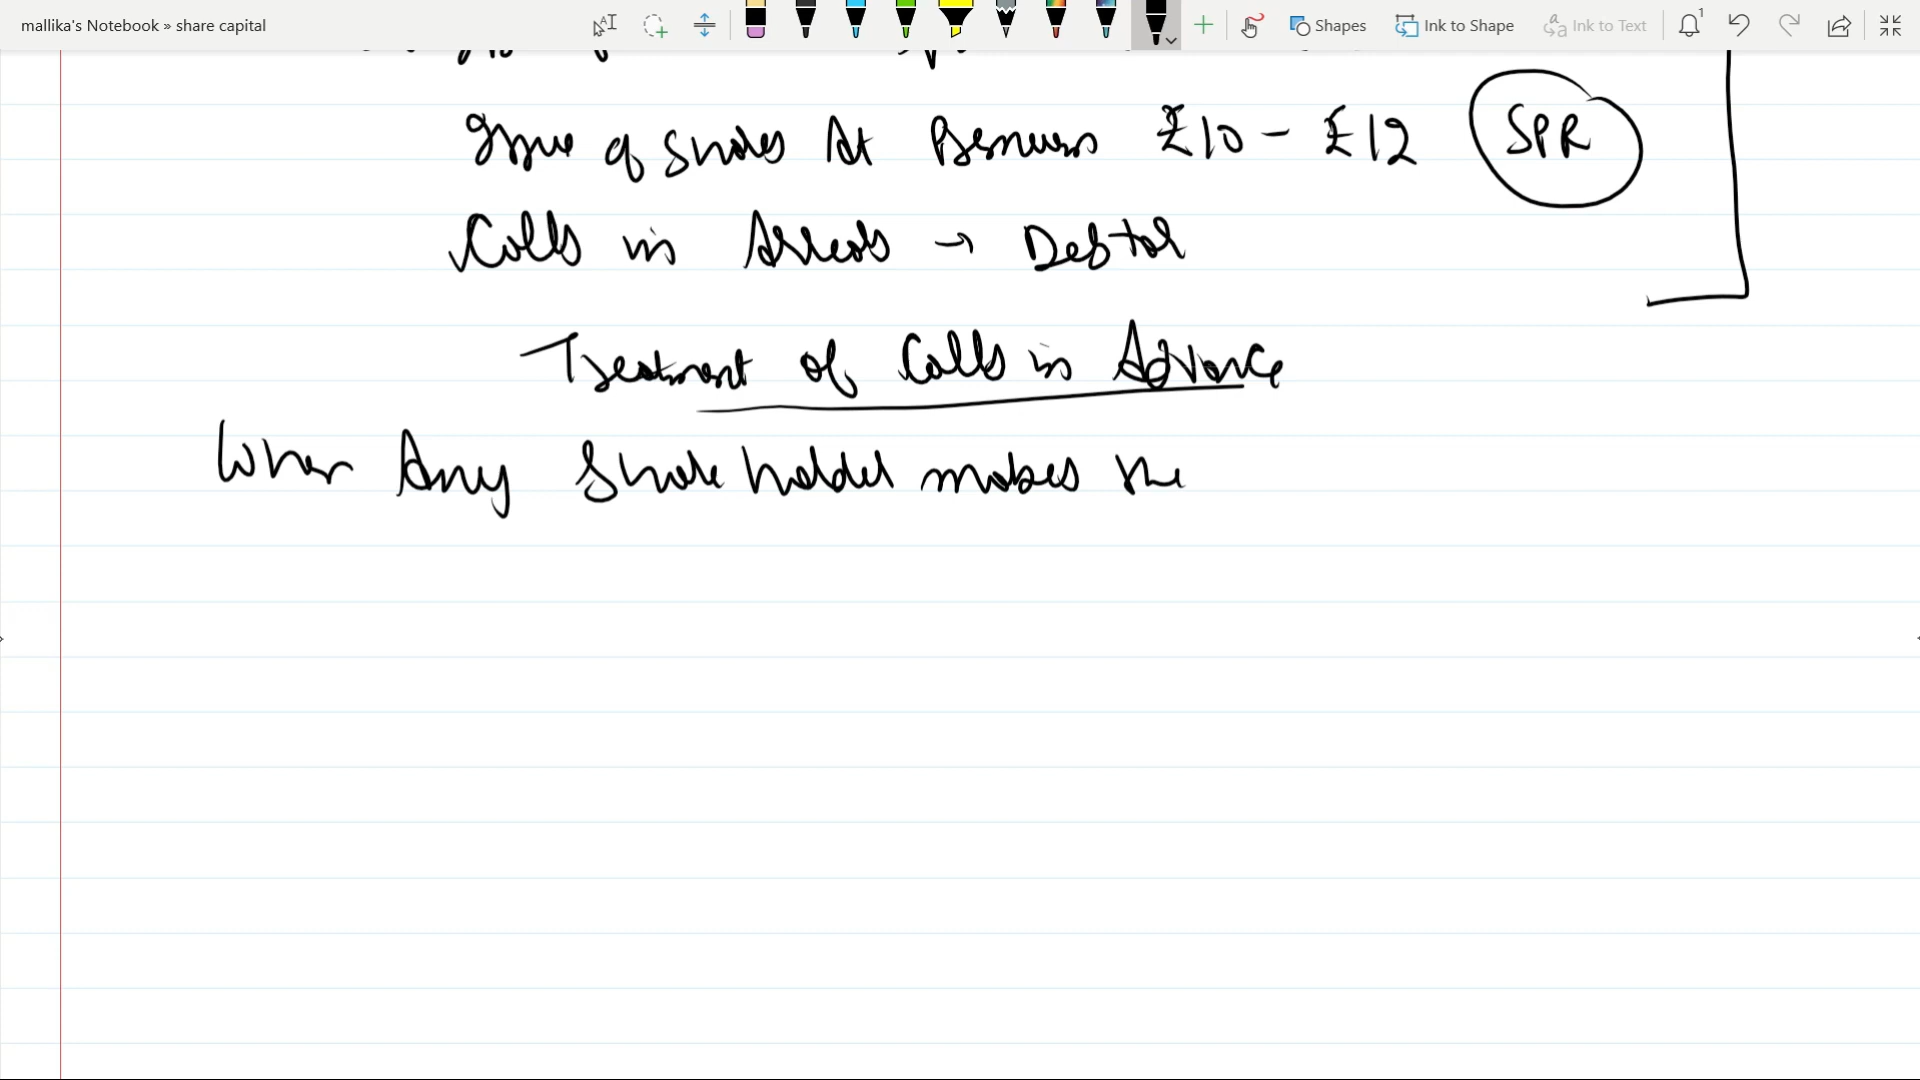 mallika's Notebook » share capital
Shapes
Ink to Shape
Ink to Text
1
Issue of Shares At Premium £10 - £12 SPR
Calls in Arrears → Debtor
Treatment of Calls in Advance
When Any Share holder makes the